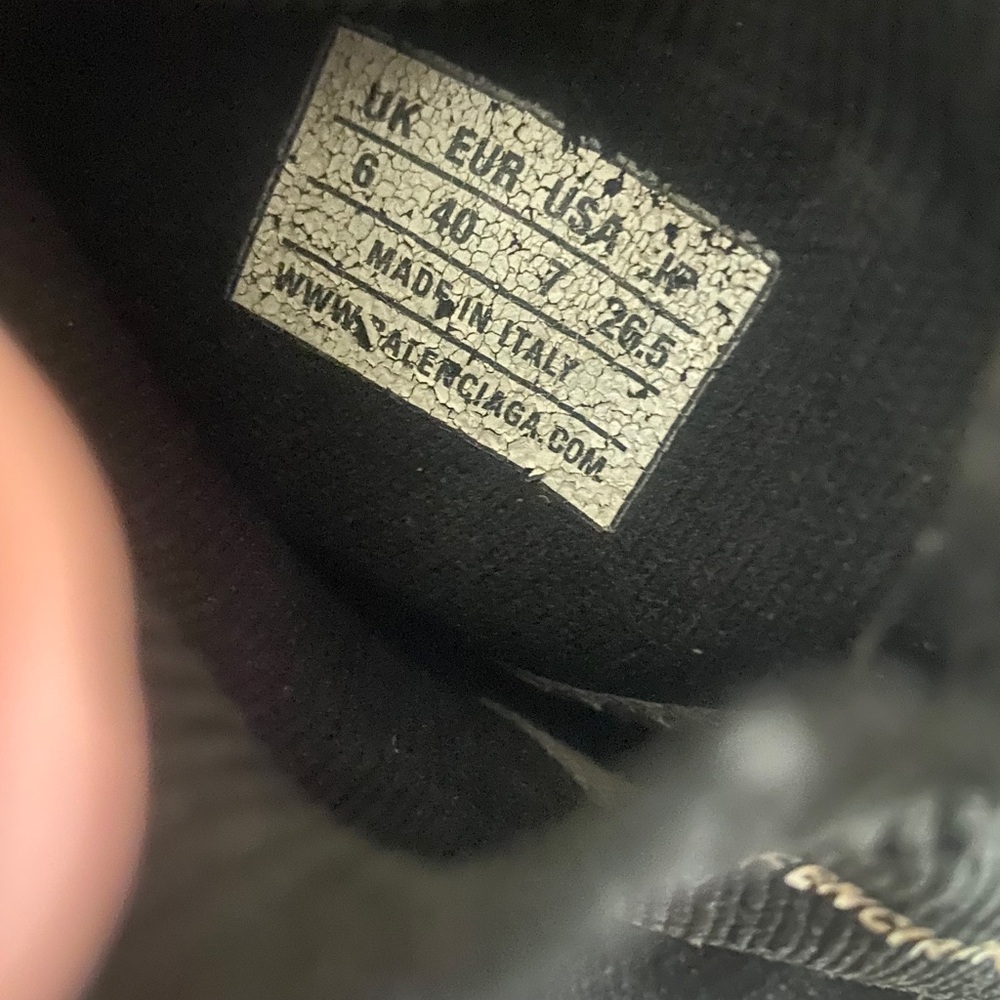 UK EUR USA JP
6 40 7 26.5
MADE IN ITALY
WWW.BALENCIAGA.COM